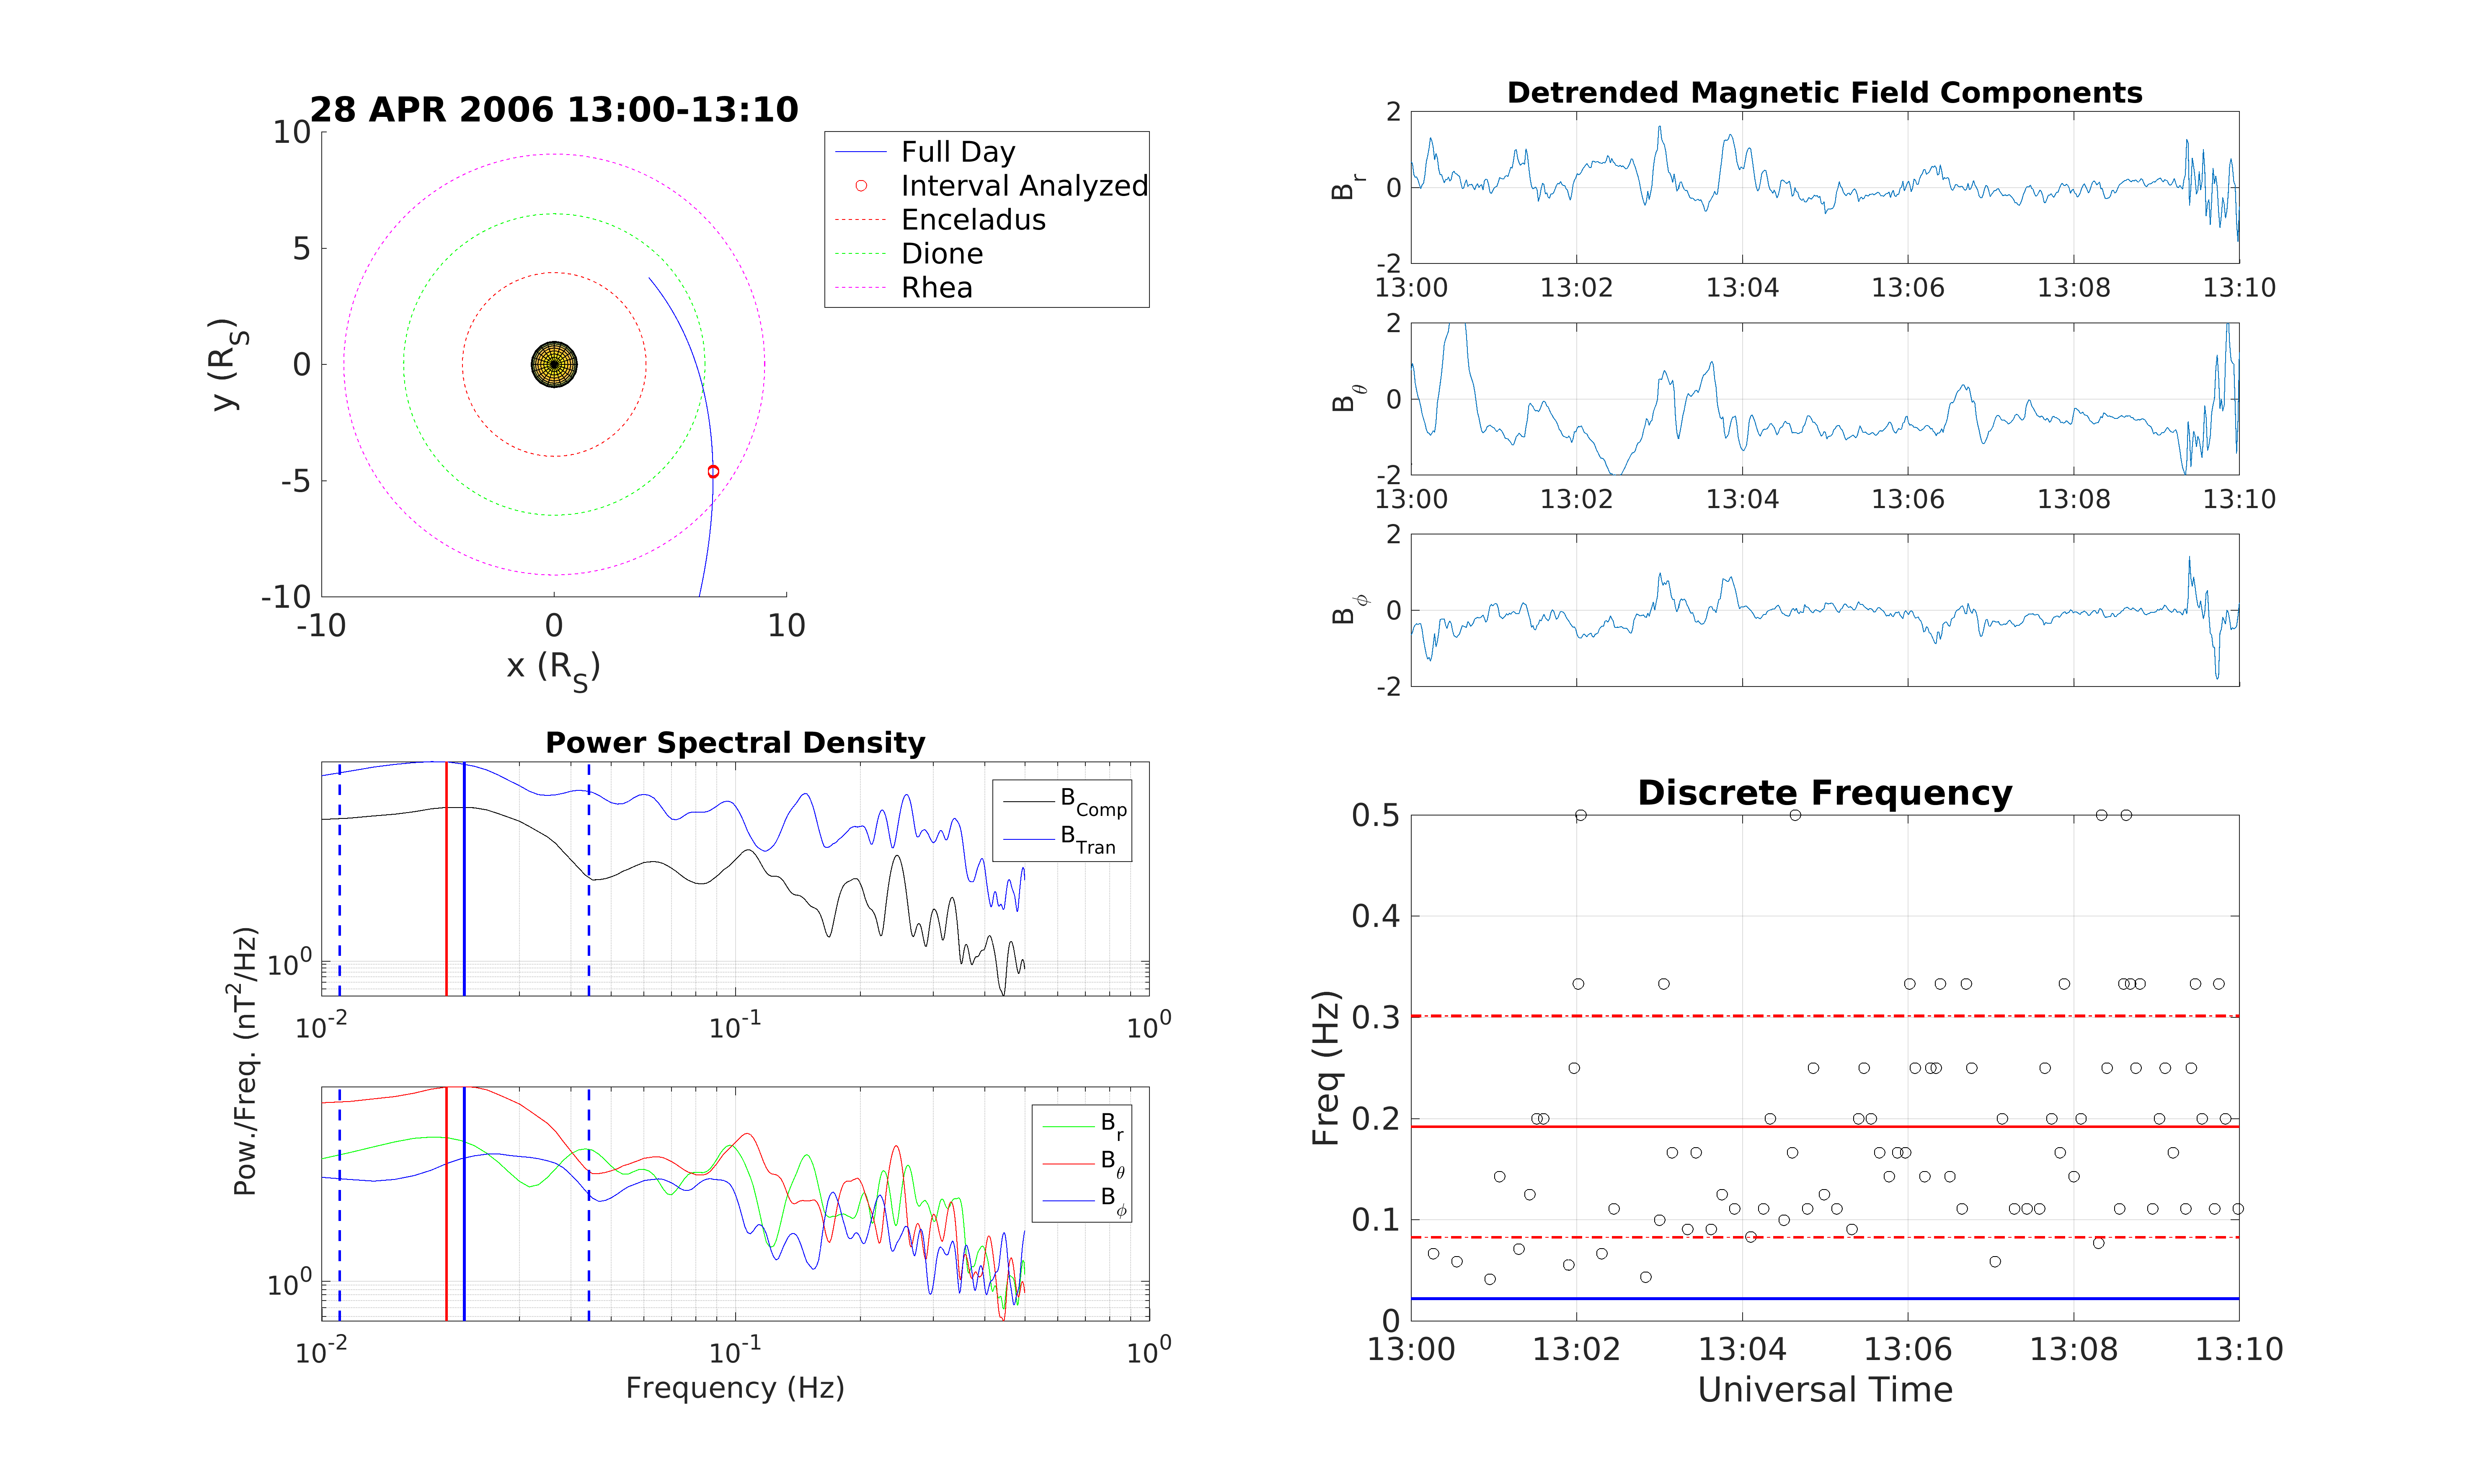 28 APR 2006 13:00-13:10
10
5
0
-5
-10
-10
0
10
y (R_S)
x (R_S)
Full Day
Interval Analyzed
Enceladus
Dione
Rhea
Detrended Magnetic Field Components
2
0
-2
B_r
13:00
13:02
13:04
13:06
13:08
13:10
2
0
-2
B_θ
13:00
13:02
13:04
13:06
13:08
13:10
2
0
-2
B_ϕ
Power Spectral Density
B_Comp
B_Tran
10^0
10^-2
10^-1
10^0
Pow./Freq. (nT^2/Hz)
B_r
B_θ
B_ϕ
10^0
10^-2
10^-1
10^0
Frequency (Hz)
Discrete Frequency
0.5
0.4
0.3
0.2
0.1
0
Freq (Hz)
13:00
13:02
13:04
13:06
13:08
13:10
Universal Time